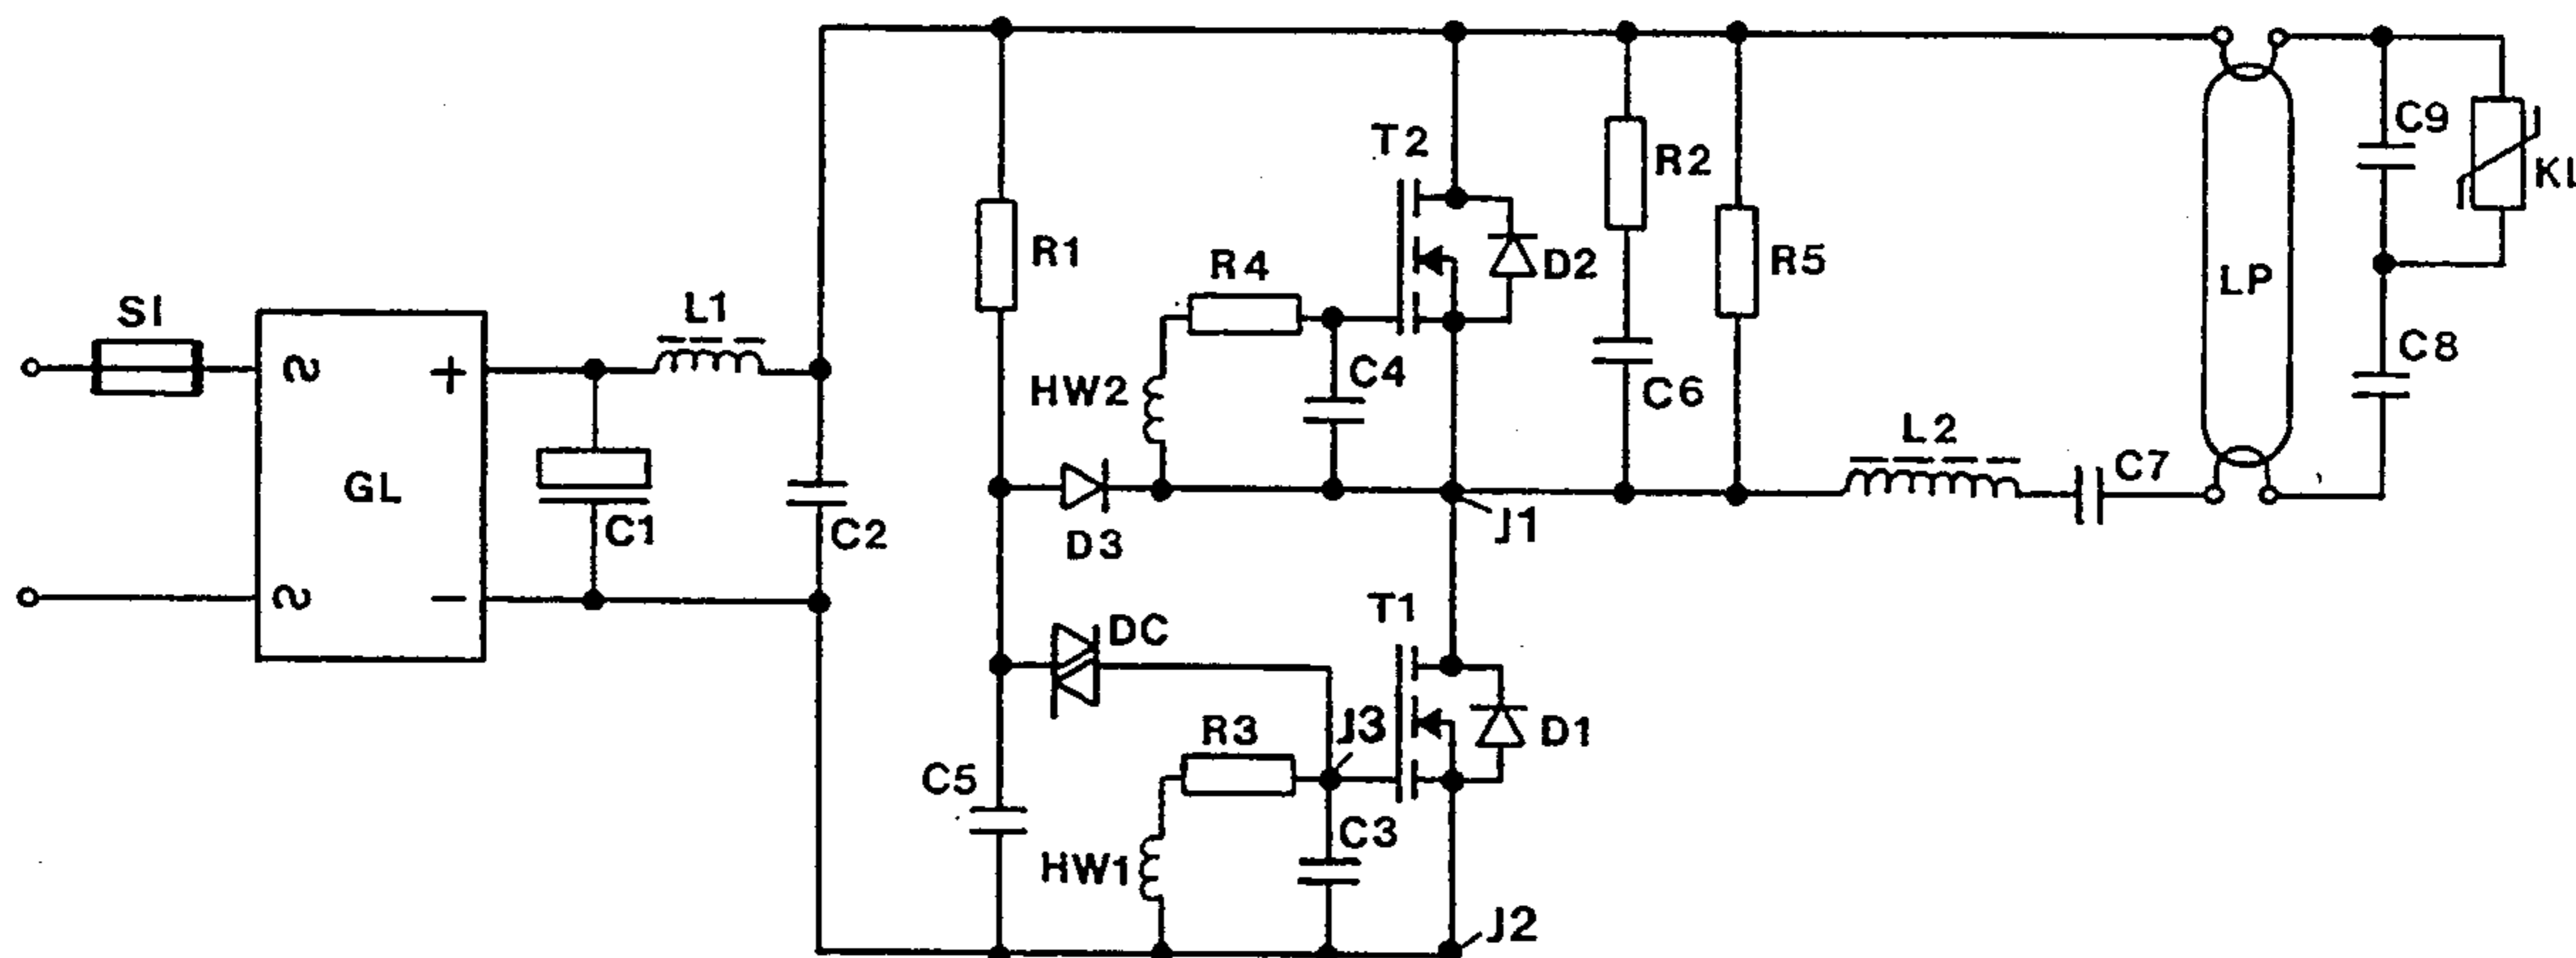 SI
GL
+
−
C1
L1
C2
R1
R4
HW2
C4
T2
D2
R2
C6
R5
D3
J1
L2
C7
LP
C9
KL
C8
DC
T1
R3
J3
D1
C5
HW1
C3
J2